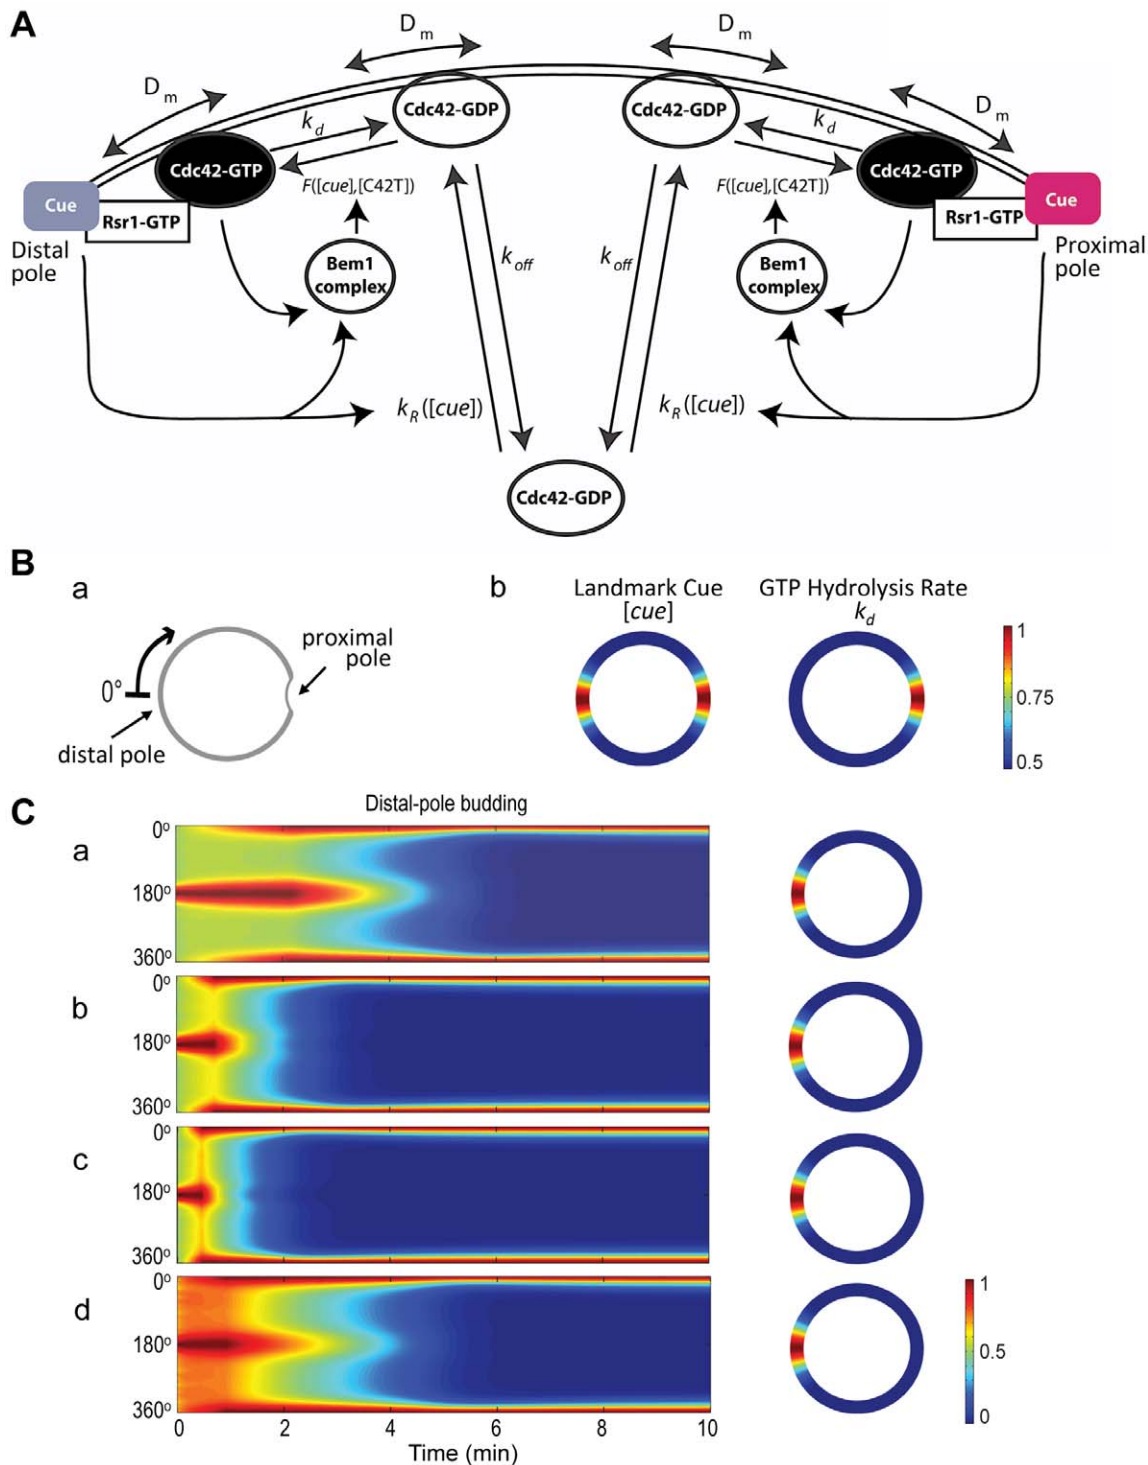 A
D m
D m
D m
D m
Cdc42-GDP
Cdc42-GDP
k d
k d
Cdc42-GTP
Cdc42-GTP
F([cue],[C42T])
F([cue],[C42T])
Cue
Rsr1-GTP
Rsr1-GTP
Cue
Distal
pole
Proximal
pole
Bem1
complex
Bem1
complex
k off
k off
k R ([cue])
k R ([cue])
Cdc42-GDP
B
a
0°
proximal
pole
distal pole
b
Landmark Cue
[cue]
GTP Hydrolysis Rate
k d
1
0.75
0.5
C
Distal-pole budding
a
0°
180°
360°
b
0°
180°
360°
c
0°
180°
360°
d
0°
180°
360°
0 2 4 6 8 10
Time (min)
1
0.5
0